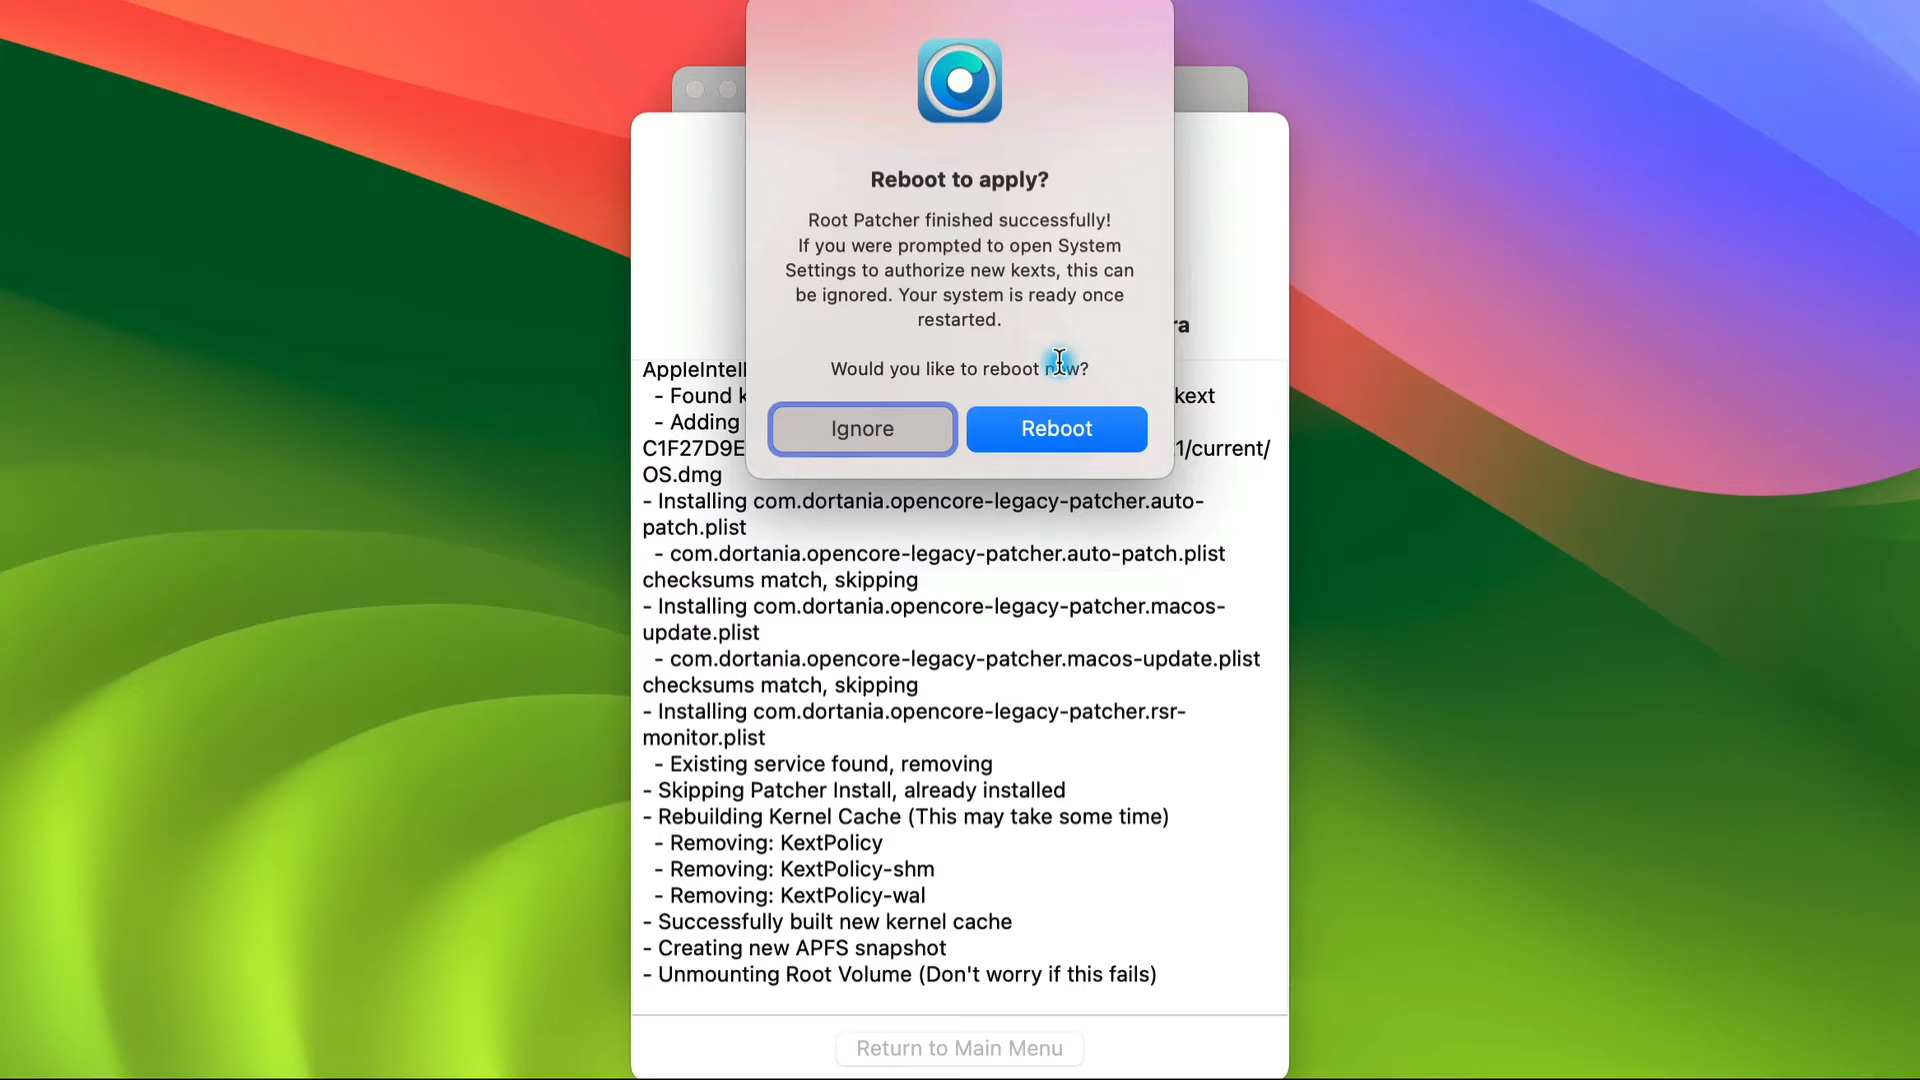 Reboot to apply?
Root Patcher finished successfully!
If you were prompted to open System
Settings to authorize new kexts, this can
be ignored. Your system is ready once
restarted.
Would you like to reboot now?
Ignore
Reboot
ra
AppleIntell
- Found k
kext
- Adding
C1F27D9E
1/current/
OS.dmg
- Installing com.dortania.opencore-legacy-patcher.auto-
patch.plist
- com.dortania.opencore-legacy-patcher.auto-patch.plist
checksums match, skipping
- Installing com.dortania.opencore-legacy-patcher.macos-
update.plist
- com.dortania.opencore-legacy-patcher.macos-update.plist
checksums match, skipping
- Installing com.dortania.opencore-legacy-patcher.rsr-
monitor.plist
- Existing service found, removing
- Skipping Patcher Install, already installed
- Rebuilding Kernel Cache (This may take some time)
- Removing: KextPolicy
- Removing: KextPolicy-shm
- Removing: KextPolicy-wal
- Successfully built new kernel cache
- Creating new APFS snapshot
- Unmounting Root Volume (Don't worry if this fails)
Return to Main Menu